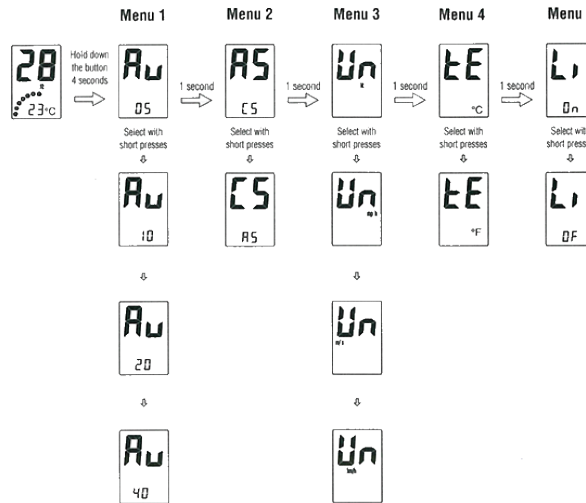 Menu 1 Menu 2 Menu 3 Menu 4 Menu
28
23°C
Hold down
the button
4 seconds
Au
05
1 second
AS
CS
1 second
Un
1 second
tE
°C
1 second
Li
On
Select with
short presses
Select with
short presses
Select with
short presses
Select with
short presses
Select wit
short press
Au
10
CS
AS
Un
mph
tE
°F
Li
OF
Au
20
Un
m/s
Au
40
Un
km/h